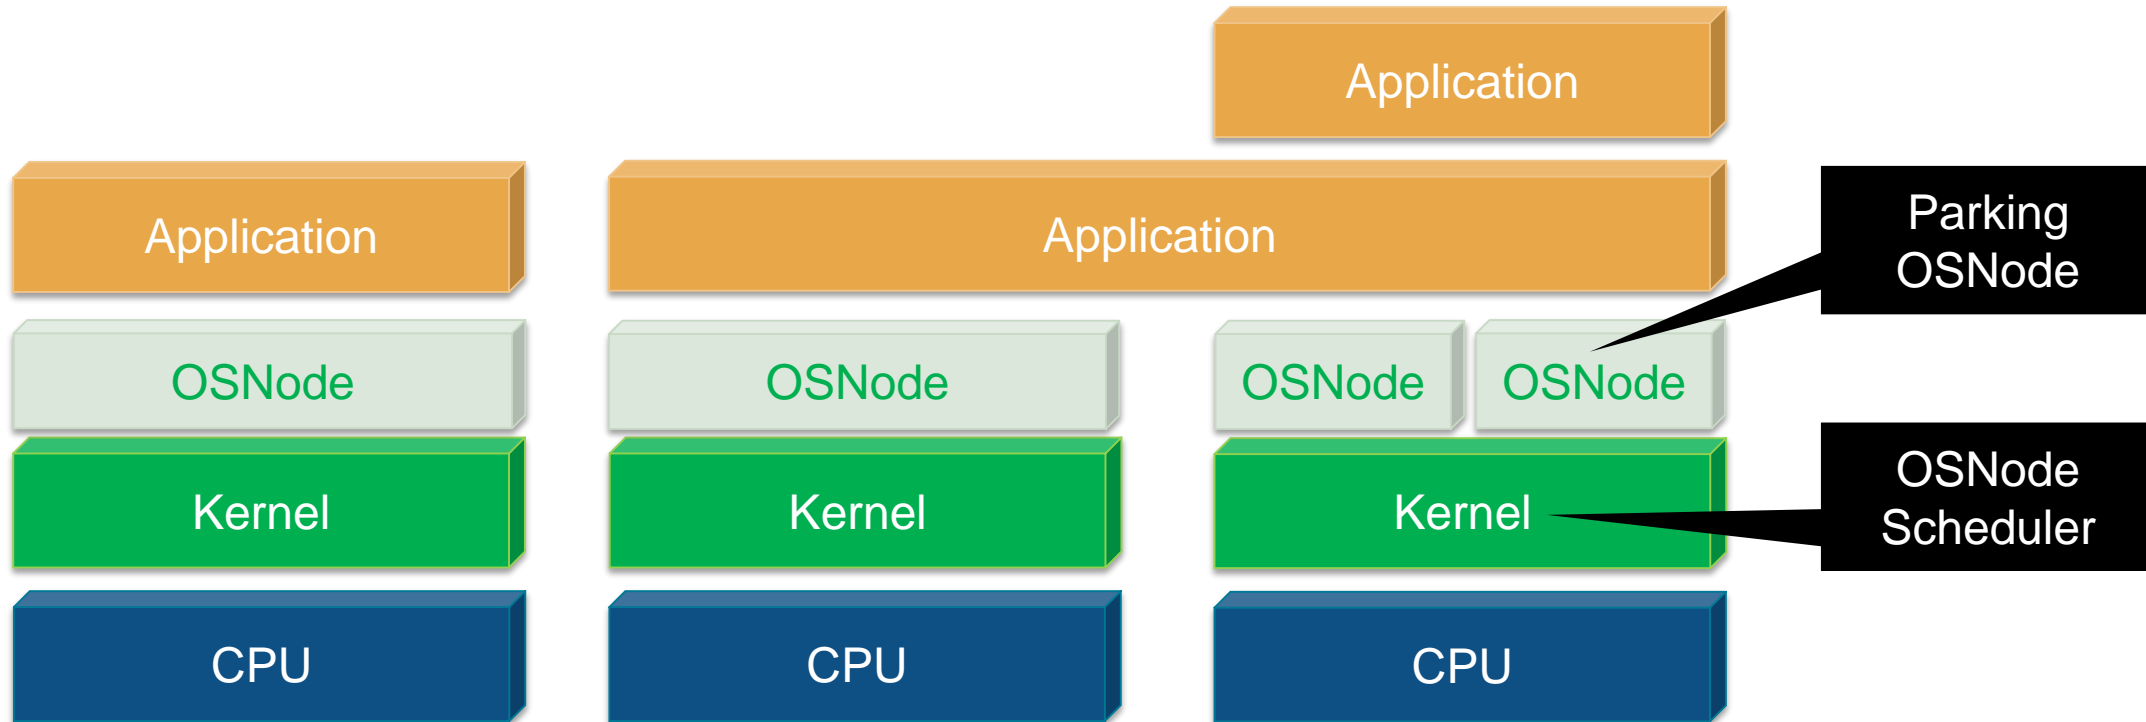 Application
Application
Application
Parking
OSNode
OSNode
OSNode
OSNode
OSNode
Kernel
Kernel
Kernel
OSNode
Scheduler
CPU
CPU
CPU